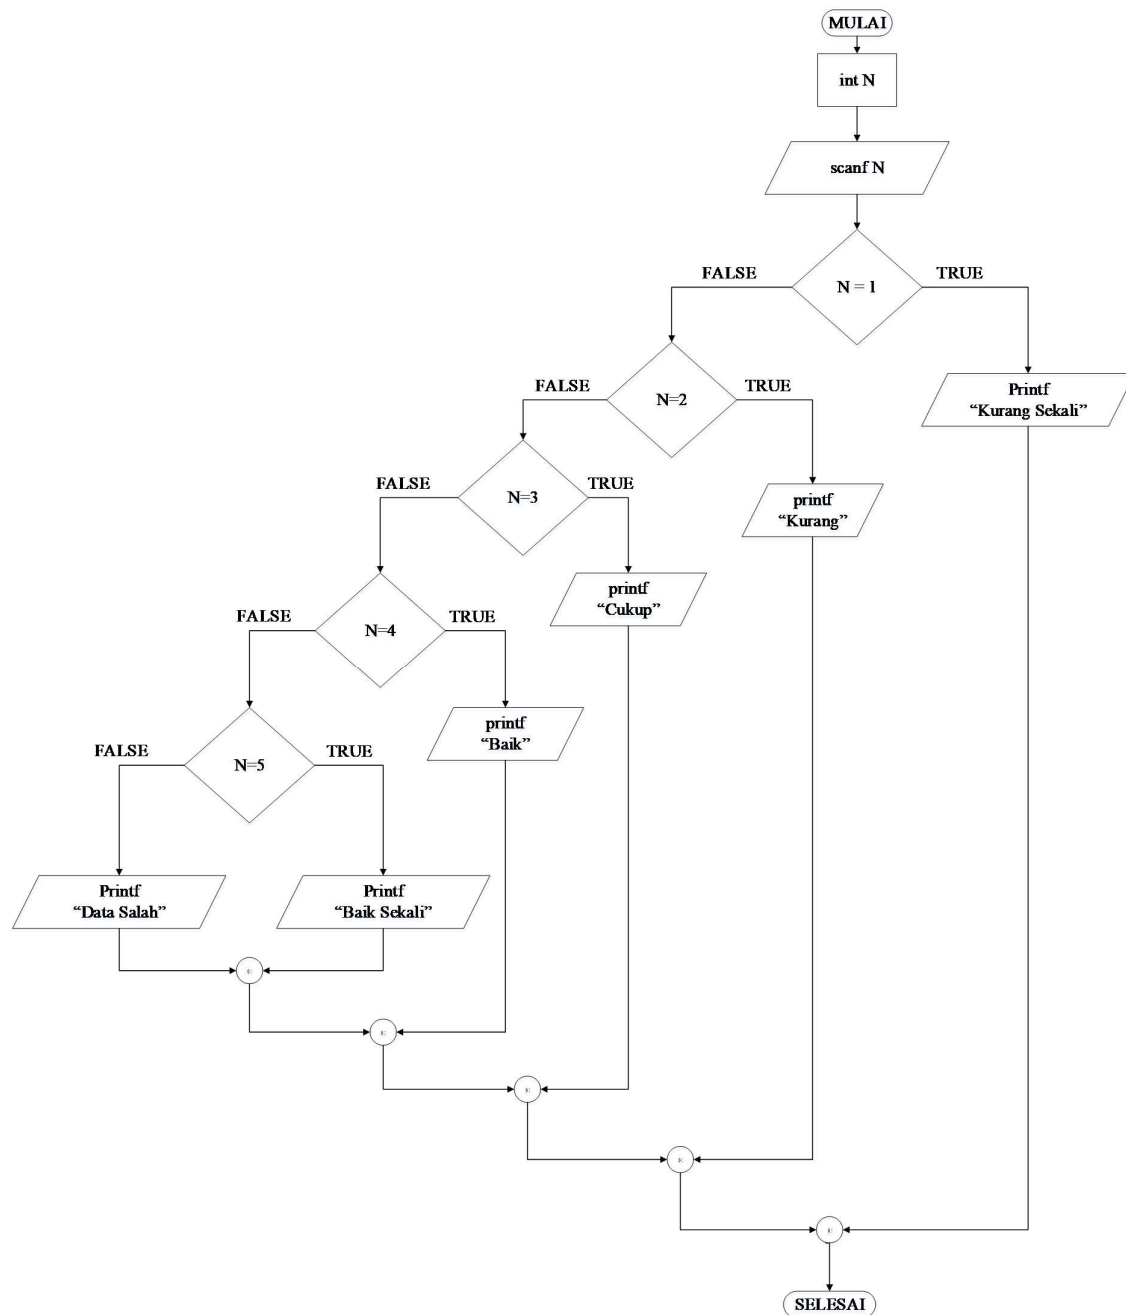 MULAI
int N
scanf N
FALSE
TRUE
N = 1
FALSE
TRUE
N=2
Printf
“Kurang Sekali”
FALSE
TRUE
N=3
printf
“Kurang”
FALSE
TRUE
N=4
printf
“Cukup”
FALSE
TRUE
N=5
printf
“Baik”
Printf
“Data Salah”
Printf
“Baik Sekali”
SELESAI